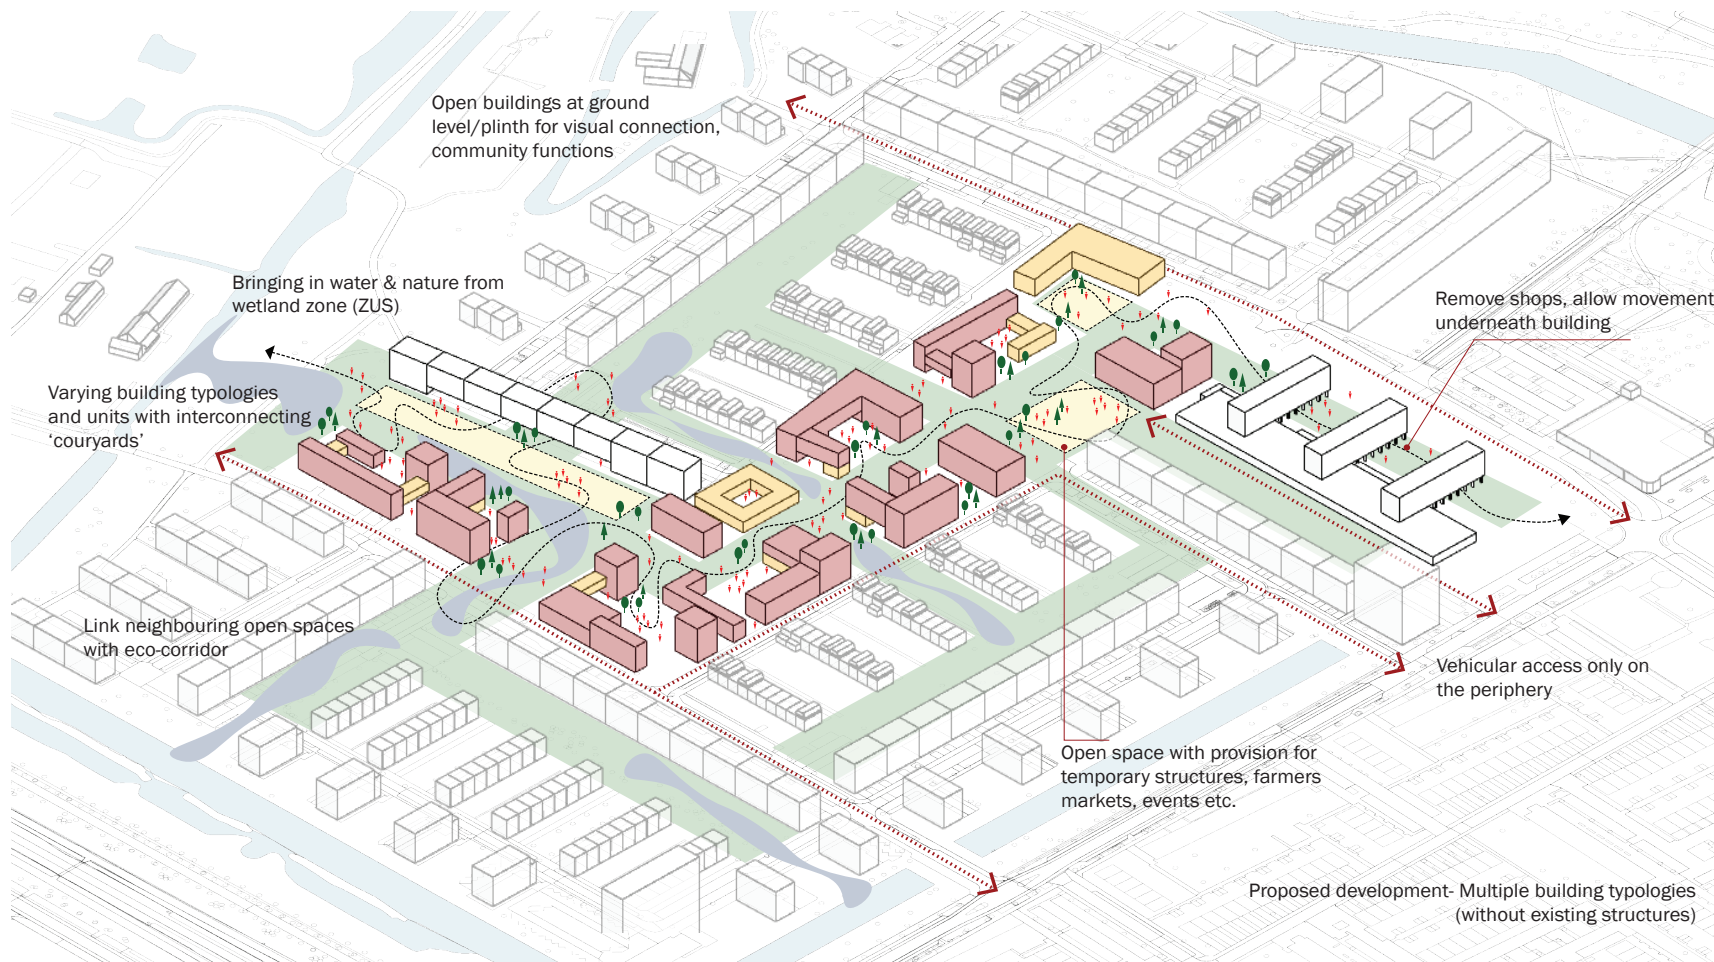 Open buildings at ground
level/plinth for visual connection,
community functions
Bringing in water & nature from
wetland zone (ZUS)
Remove shops, allow movement
underneath building
Varying building typologies
and units with interconnecting
‘couryards’
Link neighbouring open spaces
with eco-corridor
Vehicular access only on
the periphery
Open space with provision for
temporary structures, farmers
markets, events etc.
Proposed development- Multiple building typologies
(without existing structures)